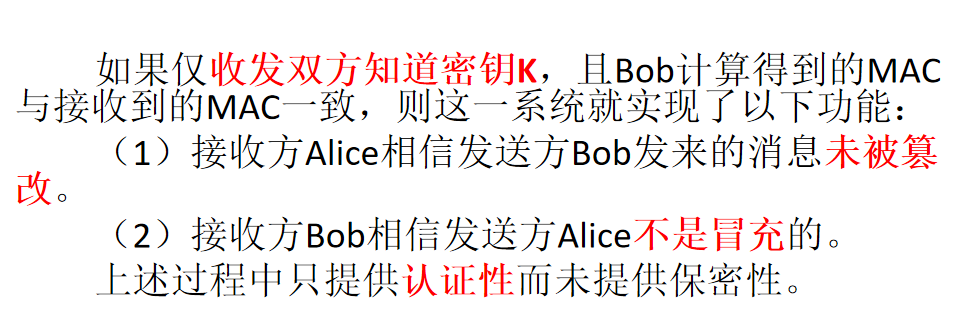 如果仅收发双方知道密钥K，且Bob计算得到的MAC
与接收到的MAC一致，则这一系统就实现了以下功能：
（1）接收方Alice相信发送方Bob发来的消息未被篡
改。
（2）接收方Bob相信发送方Alice不是冒充的。
上述过程中只提供认证性而未提供保密性。